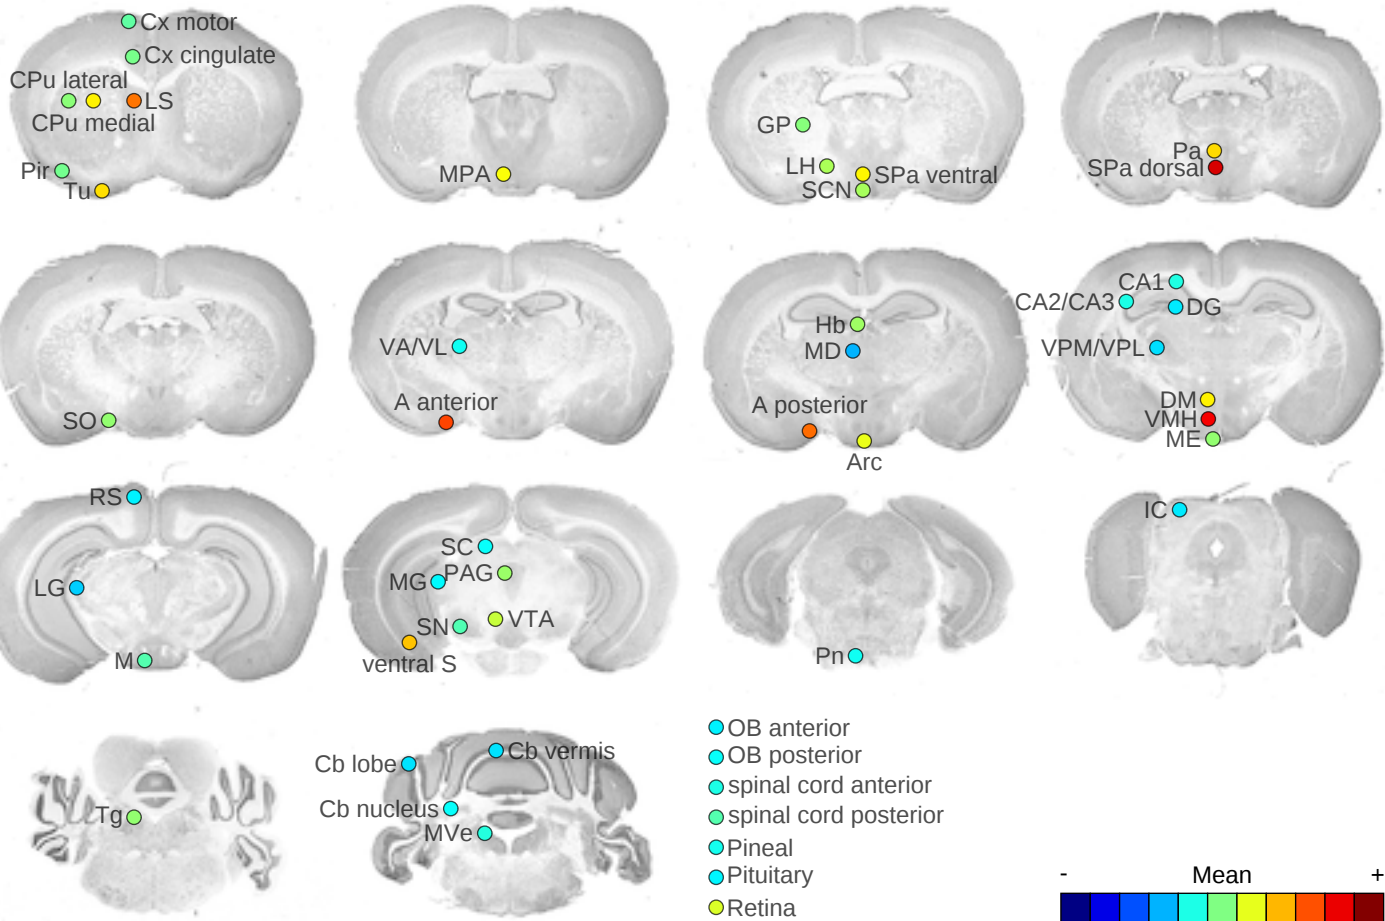 Cx motor
Cx cingulate
CPu lateral
LS
CPu medial
Pir
Tu
MPA
GP
LH
SPa ventral
SCN
Pa
SPa dorsal
SO
VA/VL
A anterior
Hb
MD
A posterior
Arc
CA1
CA2/CA3
DG
VPM/VPL
DM
VMH
ME
RS
LG
M
SC
MG
PAG
SN
VTA
ventral S
Pn
IC
Tg
Cb lobe
Cb vermis
Cb nucleus
MVe
OB anterior
OB posterior
spinal cord anterior
spinal cord posterior
Pineal
Pituitary
Retina
- Mean +